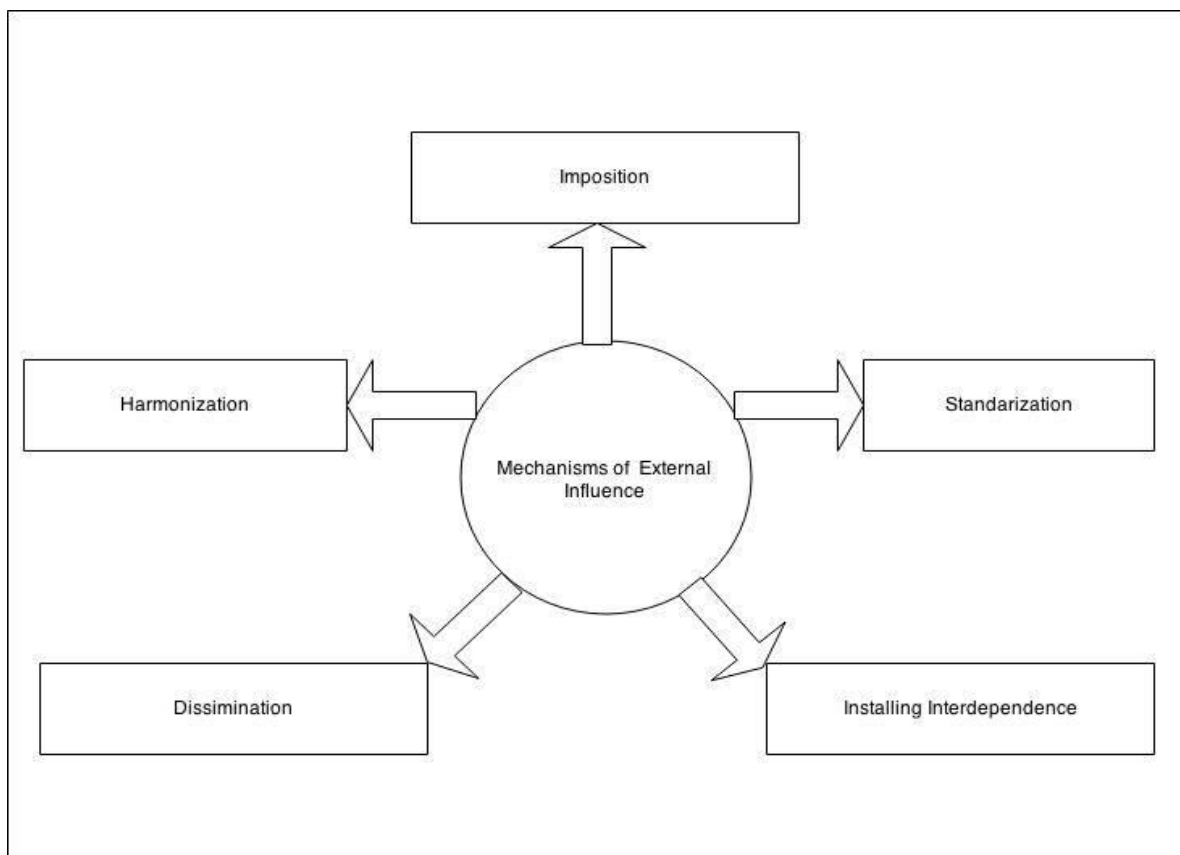 Imposition
Harmonization
Standarization
Mechanisms of External
Influence
Dissimination
Installing Interdependence